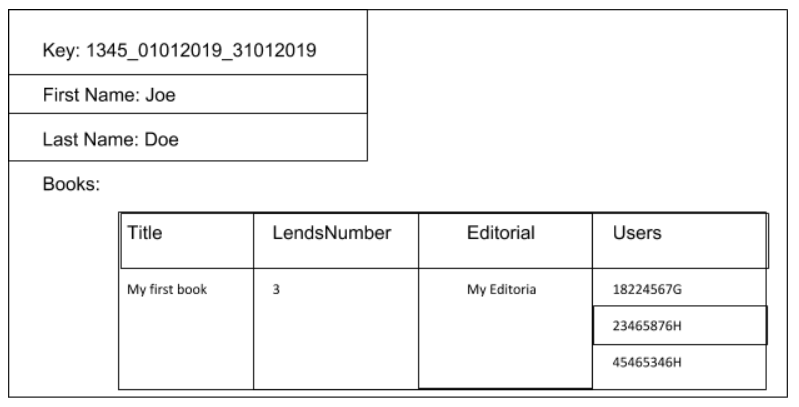 Key: 1345_01012019_31012019
First Name: Joe
Last Name: Doe
Books:
Title LendsNumber Editorial Users
My first book 3 My Editoria 18224567G
23465876H
45465346H